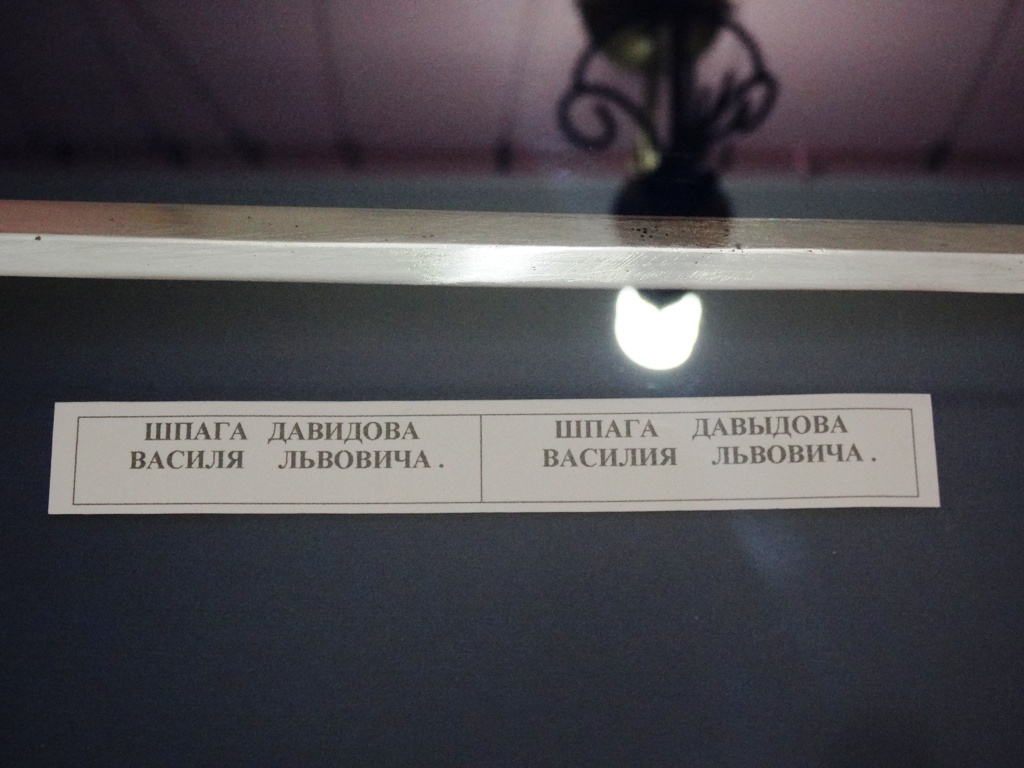 ШПАГА ДАВИДОВА
ВАСИЛЯ ЛЬВОВИЧА .
ШПАГА ДАВЫДОВА
ВАСИЛИЯ ЛЬВОВИЧА .